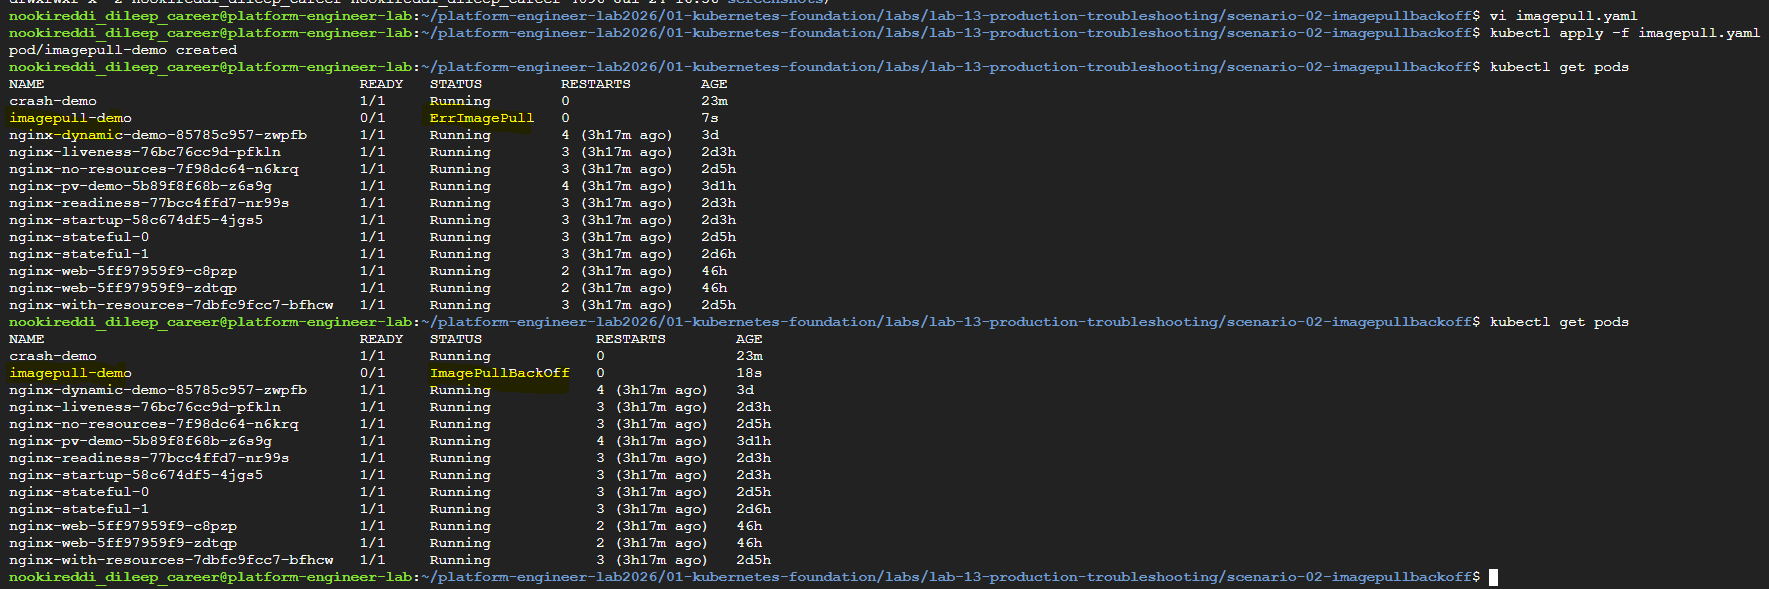 nookireddi_dileep_career@platform-engineer-lab:~/platform-engineer-lab2026/01-kubernetes-foundation/labs/lab-13-production-troubleshooting/scenario-02-imagepullbackoff$ vi imagepull.yaml
nookireddi_dileep_career@platform-engineer-lab:~/platform-engineer-lab2026/01-kubernetes-foundation/labs/lab-13-production-troubleshooting/scenario-02-imagepullbackoff$ kubectl apply -f imagepull.yaml
pod/imagepull-demo created
nookireddi_dileep_career@platform-engineer-lab:~/platform-engineer-lab2026/01-kubernetes-foundation/labs/lab-13-production-troubleshooting/scenario-02-imagepullbackoff$ kubectl get pods
NAME READY STATUS RESTARTS AGE
crash-demo 1/1 Running 0 23m
imagepull-demo 0/1 ErrImagePull 0 7s
nginx-dynamic-demo-85785c957-zwpfb 1/1 Running 4 (3h17m ago) 3d
nginx-liveness-76bc76cc9d-pfkln 1/1 Running 3 (3h17m ago) 2d3h
nginx-no-resources-7f98dc64-n6krq 1/1 Running 3 (3h17m ago) 2d5h
nginx-pv-demo-5b89f8f68b-z6s9g 1/1 Running 4 (3h17m ago) 3d1h
nginx-readiness-77bcc4ffd7-nr99s 1/1 Running 3 (3h17m ago) 2d3h
nginx-startup-58c674df5-4jgs5 1/1 Running 3 (3h17m ago) 2d3h
nginx-stateful-0 1/1 Running 3 (3h17m ago) 2d5h
nginx-stateful-1 1/1 Running 3 (3h17m ago) 2d6h
nginx-web-5ff97959f9-c8pzp 1/1 Running 2 (3h17m ago) 46h
nginx-web-5ff97959f9-zdtqp 1/1 Running 2 (3h17m ago) 46h
nginx-with-resources-7dbfc9fcc7-bfhcw 1/1 Running 3 (3h17m ago) 2d5h
nookireddi_dileep_career@platform-engineer-lab:~/platform-engineer-lab2026/01-kubernetes-foundation/labs/lab-13-production-troubleshooting/scenario-02-imagepullbackoff$ kubectl get pods
NAME READY STATUS RESTARTS AGE
crash-demo 1/1 Running 0 23m
imagepull-demo 0/1 ImagePullBackOff 0 18s
nginx-dynamic-demo-85785c957-zwpfb 1/1 Running 4 (3h17m ago) 3d
nginx-liveness-76bc76cc9d-pfkln 1/1 Running 3 (3h17m ago) 2d3h
nginx-no-resources-7f98dc64-n6krq 1/1 Running 3 (3h17m ago) 2d5h
nginx-pv-demo-5b89f8f68b-z6s9g 1/1 Running 4 (3h17m ago) 3d1h
nginx-readiness-77bcc4ffd7-nr99s 1/1 Running 3 (3h17m ago) 2d3h
nginx-startup-58c674df5-4jgs5 1/1 Running 3 (3h17m ago) 2d3h
nginx-stateful-0 1/1 Running 3 (3h17m ago) 2d5h
nginx-stateful-1 1/1 Running 3 (3h17m ago) 2d6h
nginx-web-5ff97959f9-c8pzp 1/1 Running 2 (3h17m ago) 46h
nginx-web-5ff97959f9-zdtqp 1/1 Running 2 (3h17m ago) 46h
nginx-with-resources-7dbfc9fcc7-bfhcw 1/1 Running 3 (3h17m ago) 2d5h
nookireddi_dileep_career@platform-engineer-lab:~/platform-engineer-lab2026/01-kubernetes-foundation/labs/lab-13-production-troubleshooting/scenario-02-imagepullbackoff$